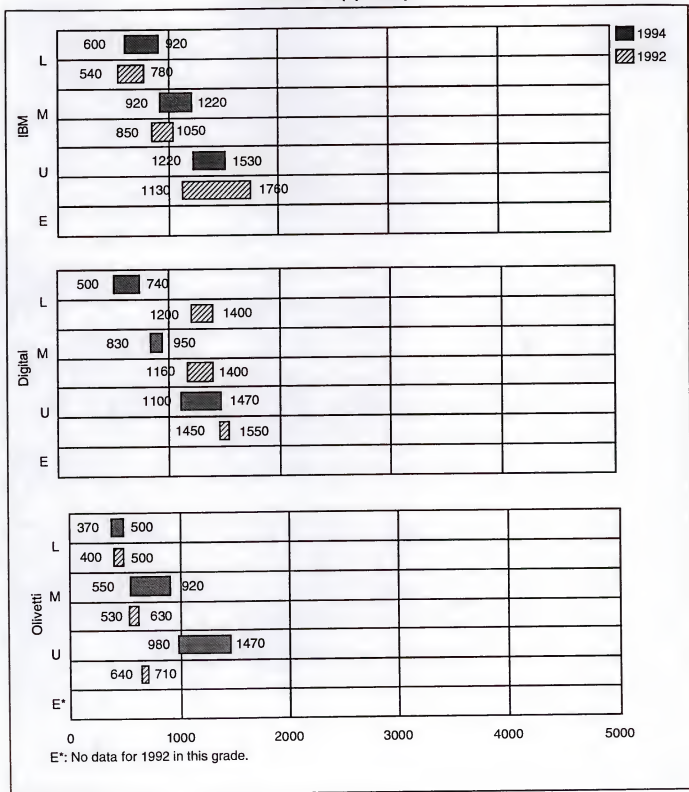 1994
1992
IBM
L
600 920
540 780
M
920 1220
850 1050
U
1220 1530
1130 1760
E
Digital
L
500 740
1200 1400
M
830 950
1160 1400
U
1100 1470
1450 1550
E
Olivetti
L
370 500
400 500
M
550 920
530 630
U
980 1470
640 710
E*
0 1000 2000 3000 4000 5000
E*: No data for 1992 in this grade.